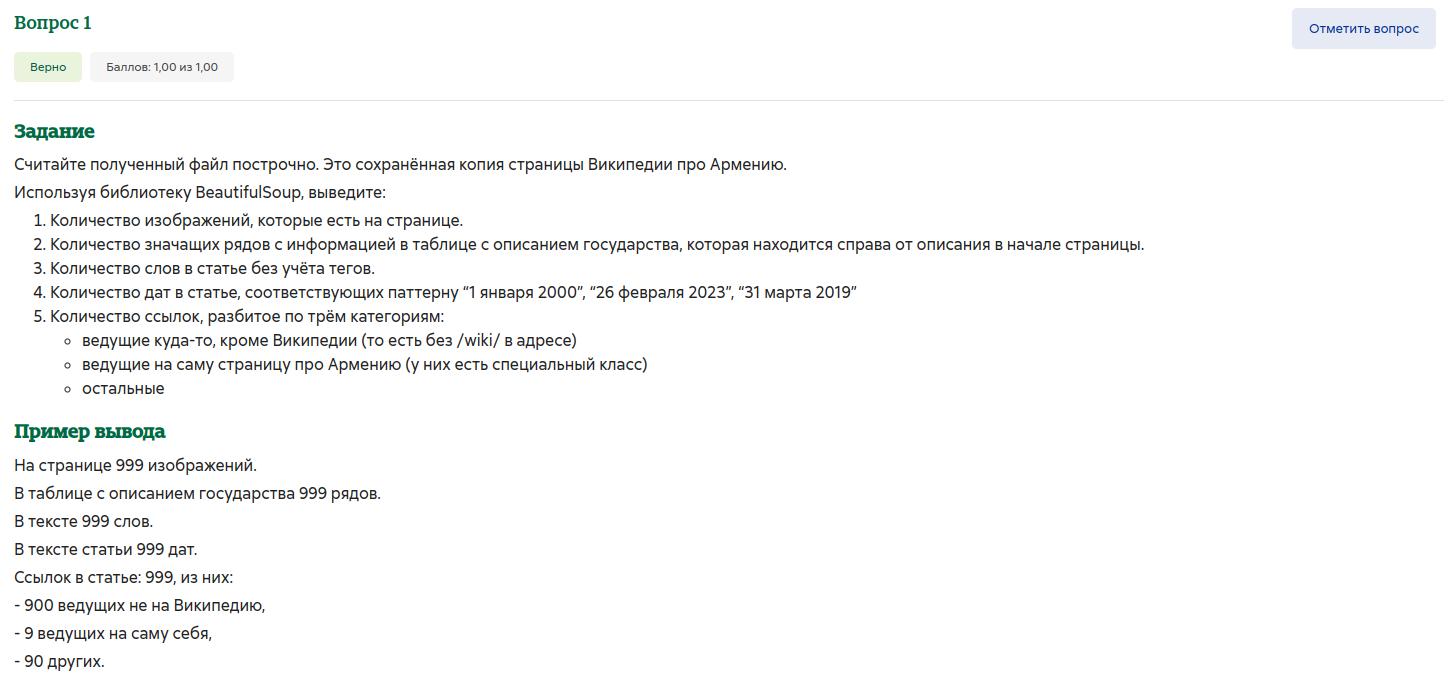 Вопрос 1
Отметить вопрос
Верно
Баллов: 1,00 из 1,00
Задание
Считайте полученный файл построчно. Это сохранённая копия страницы Википедии про Армению.
Используя библиотеку BeautifulSoup, выведите:
1. Количество изображений, которые есть на странице.
2. Количество значащих рядов с информацией в таблице с описанием государства, которая находится справа от описания в начале страницы.
3. Количество слов в статье без учёта тегов.
4. Количество дат в статье, соответствующих паттерну “1 января 2000”, “26 февраля 2023”, “31 марта 2019”
5. Количество ссылок, разбитое по трём категориям:
◦ ведущие куда-то, кроме Википедии (то есть без /wiki/ в адресе)
◦ ведущие на саму страницу про Армению (у них есть специальный класс)
◦ остальные
Пример вывода
На странице 999 изображений.
В таблице с описанием государства 999 рядов.
В тексте 999 слов.
В тексте статьи 999 дат.
Ссылок в статье: 999, из них:
- 900 ведущих не на Википедию,
- 9 ведущих на саму себя,
- 90 других.